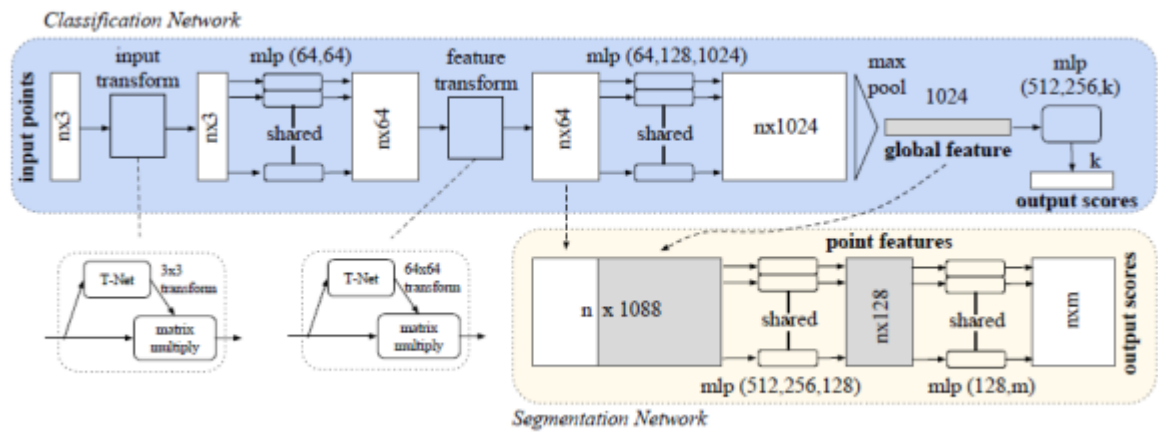 Classification Network
input points
nx3
input
transform
nx3
mlp (64,64)
shared
nx64
feature
transform
nx64
mlp (64,128,1024)
shared
nx1024
max
pool
1024
global feature
mlp
(512,256,k)
k
output scores
T-Net
3x3
transform
matrix
multiply
T-Net
64x64
transform
matrix
multiply
point features
n x 1088
shared
mlp (512,256,128)
nx128
shared
mlp (128,m)
nxm
output scores
Segmentation Network